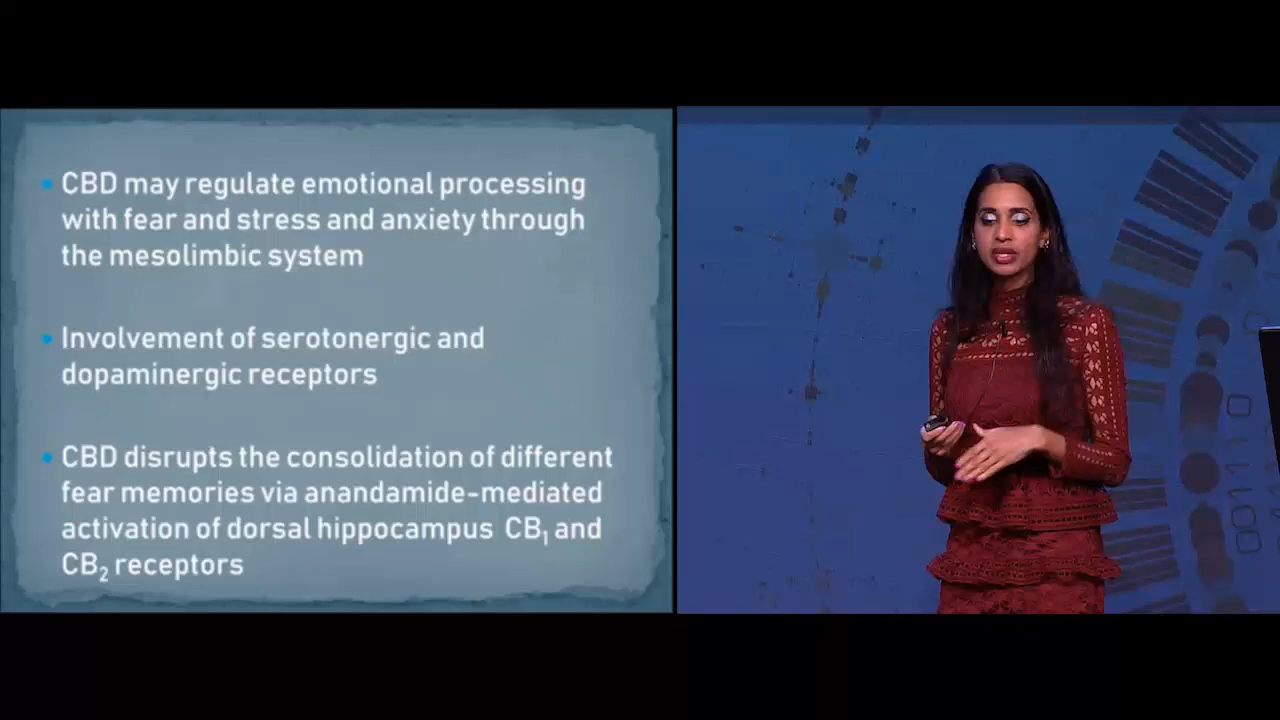 • CBD may regulate emotional processing
with fear and stress and anxiety through
the mesolimbic system
• Involvement of serotonergic and
dopaminergic receptors
• CBD disrupts the consolidation of different
fear memories via anandamide-mediated
activation of dorsal hippocampus CB₁ and
CB₂ receptors
001110